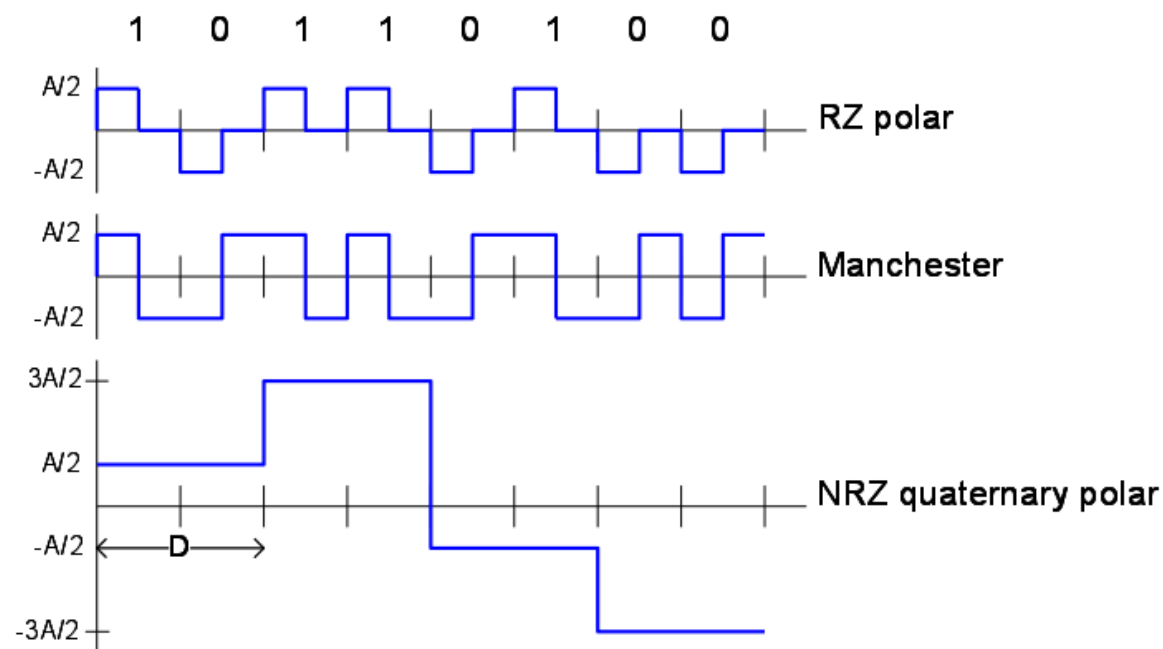 1 0 1 1 0 1 0 0
A/2
-A/2
RZ polar
A/2
-A/2
Manchester
3A/2
A/2
-A/2
-3A/2
D
NRZ quaternary polar